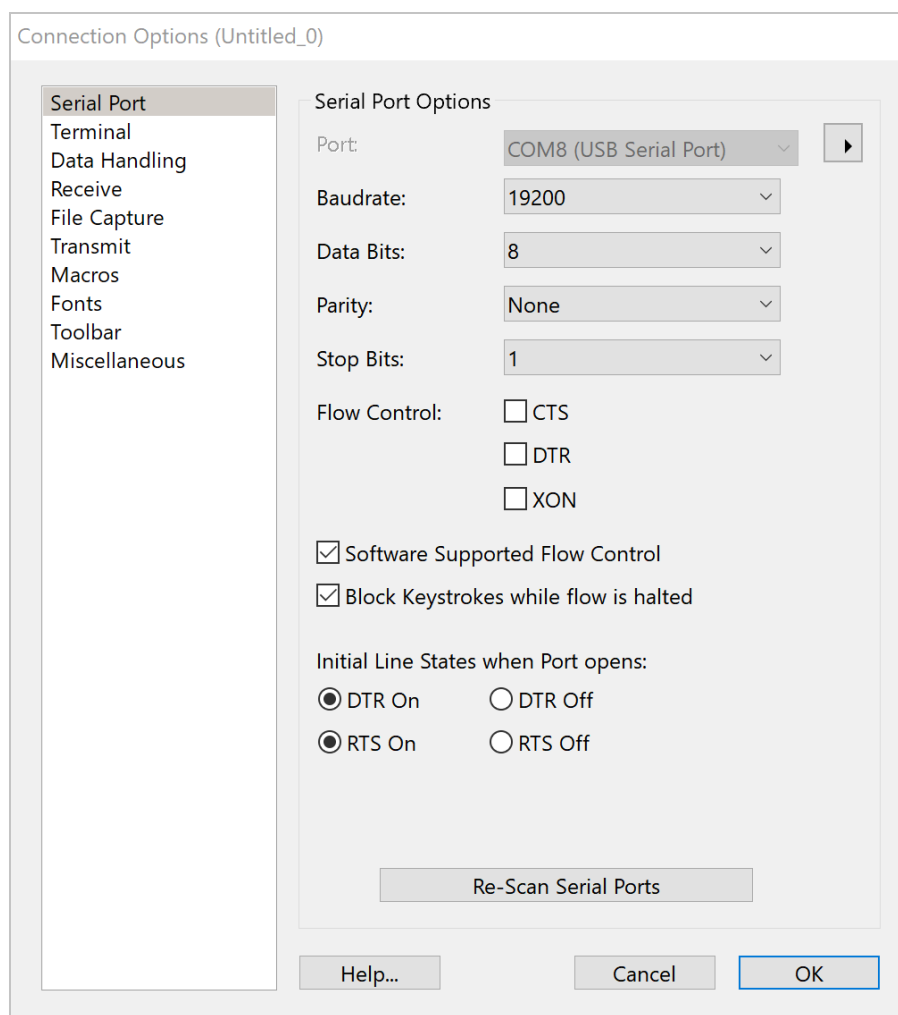 Connection Options (Untitled_0)
Serial Port
Terminal
Data Handling
Receive
File Capture
Transmit
Macros
Fonts
Toolbar
Miscellaneous
Serial Port Options
Port: COM8 (USB Serial Port)
Baudrate: 19200
Data Bits: 8
Parity: None
Stop Bits: 1
Flow Control: CTS
DTR
XON
Software Supported Flow Control
Block Keystrokes while flow is halted
Initial Line States when Port opens:
DTR On DTR Off
RTS On RTS Off
Re-Scan Serial Ports
Help... Cancel OK